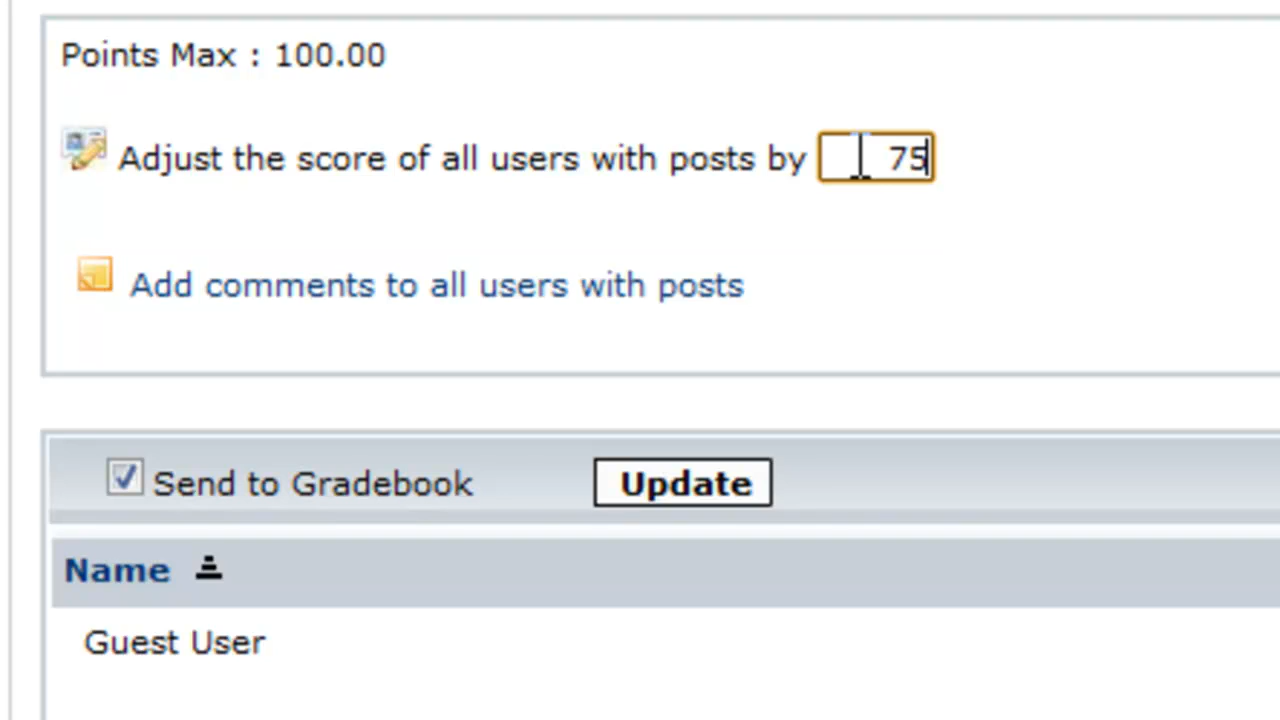 Points Max : 100.00
Adjust the score of all users with posts by 75
Add comments to all users with posts
Send to Gradebook Update
Name
Guest User